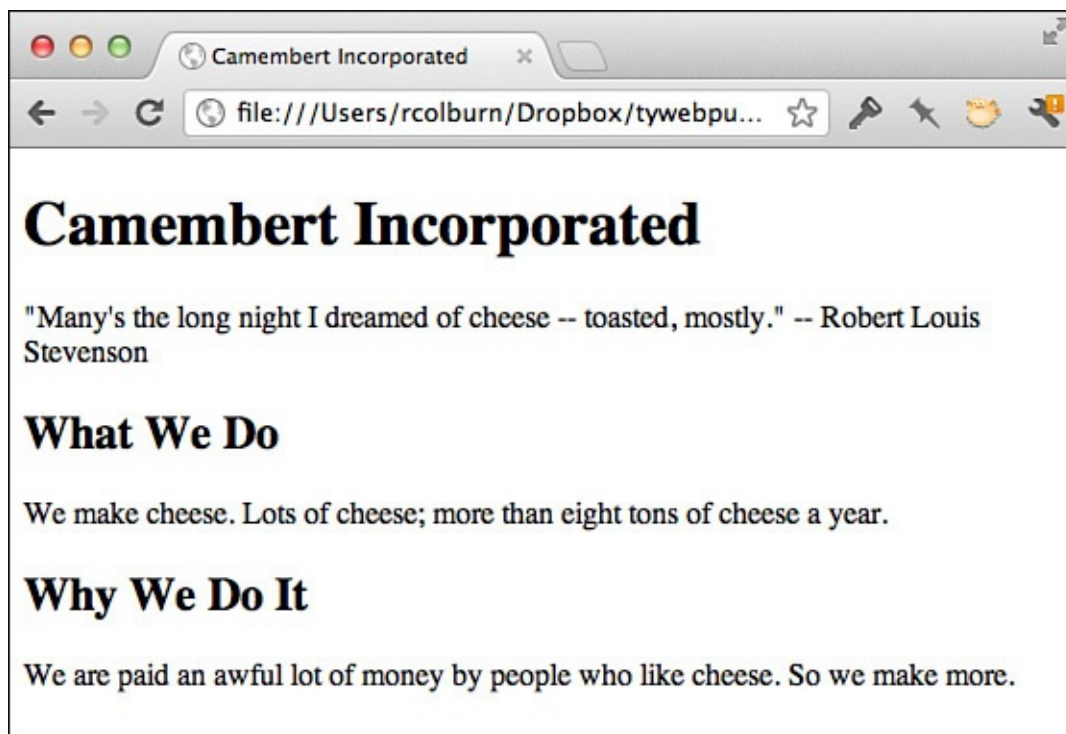 Camembert Incorporated
file:///Users/rcolburn/Dropbox/tywebpu...
Camembert Incorporated
"Many's the long night I dreamed of cheese -- toasted, mostly." -- Robert Louis
Stevenson
What We Do
We make cheese. Lots of cheese; more than eight tons of cheese a year.
Why We Do It
We are paid an awful lot of money by people who like cheese. So we make more.